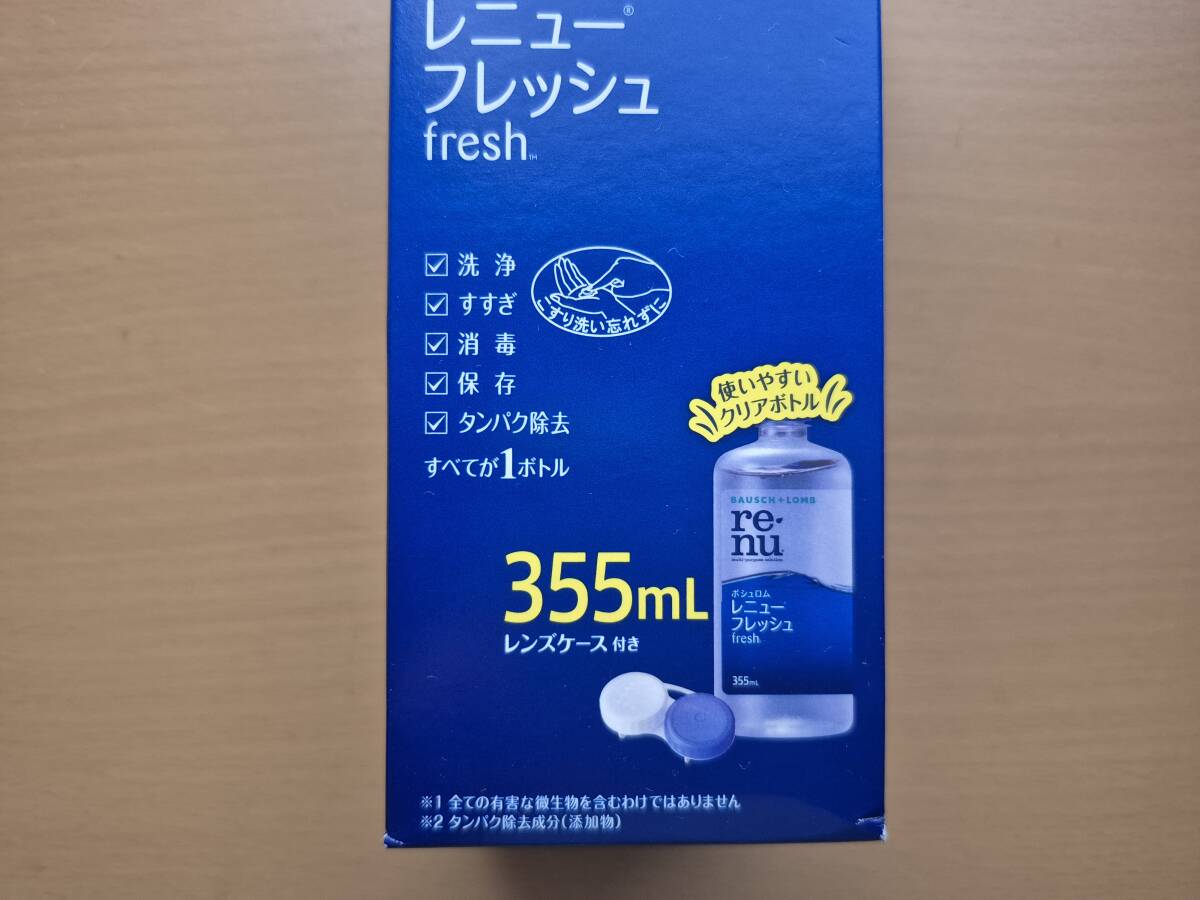 レニュー®
フレッシュ
fresh™
洗浄
すすぎ
消毒
保存
タンパク除去
すべてが1ボトル
こすり洗い忘れずに
使いやすい
クリアボトル
BAUSCH + LOMB
re
nu
multi-purpose solution
ボシュロム
レニュー
フレッシュ
fresh
355mL
355mL
レンズケース付き
※1 全ての有害な微生物を含むわけではありません
※2 タンパク除去成分(添加物)